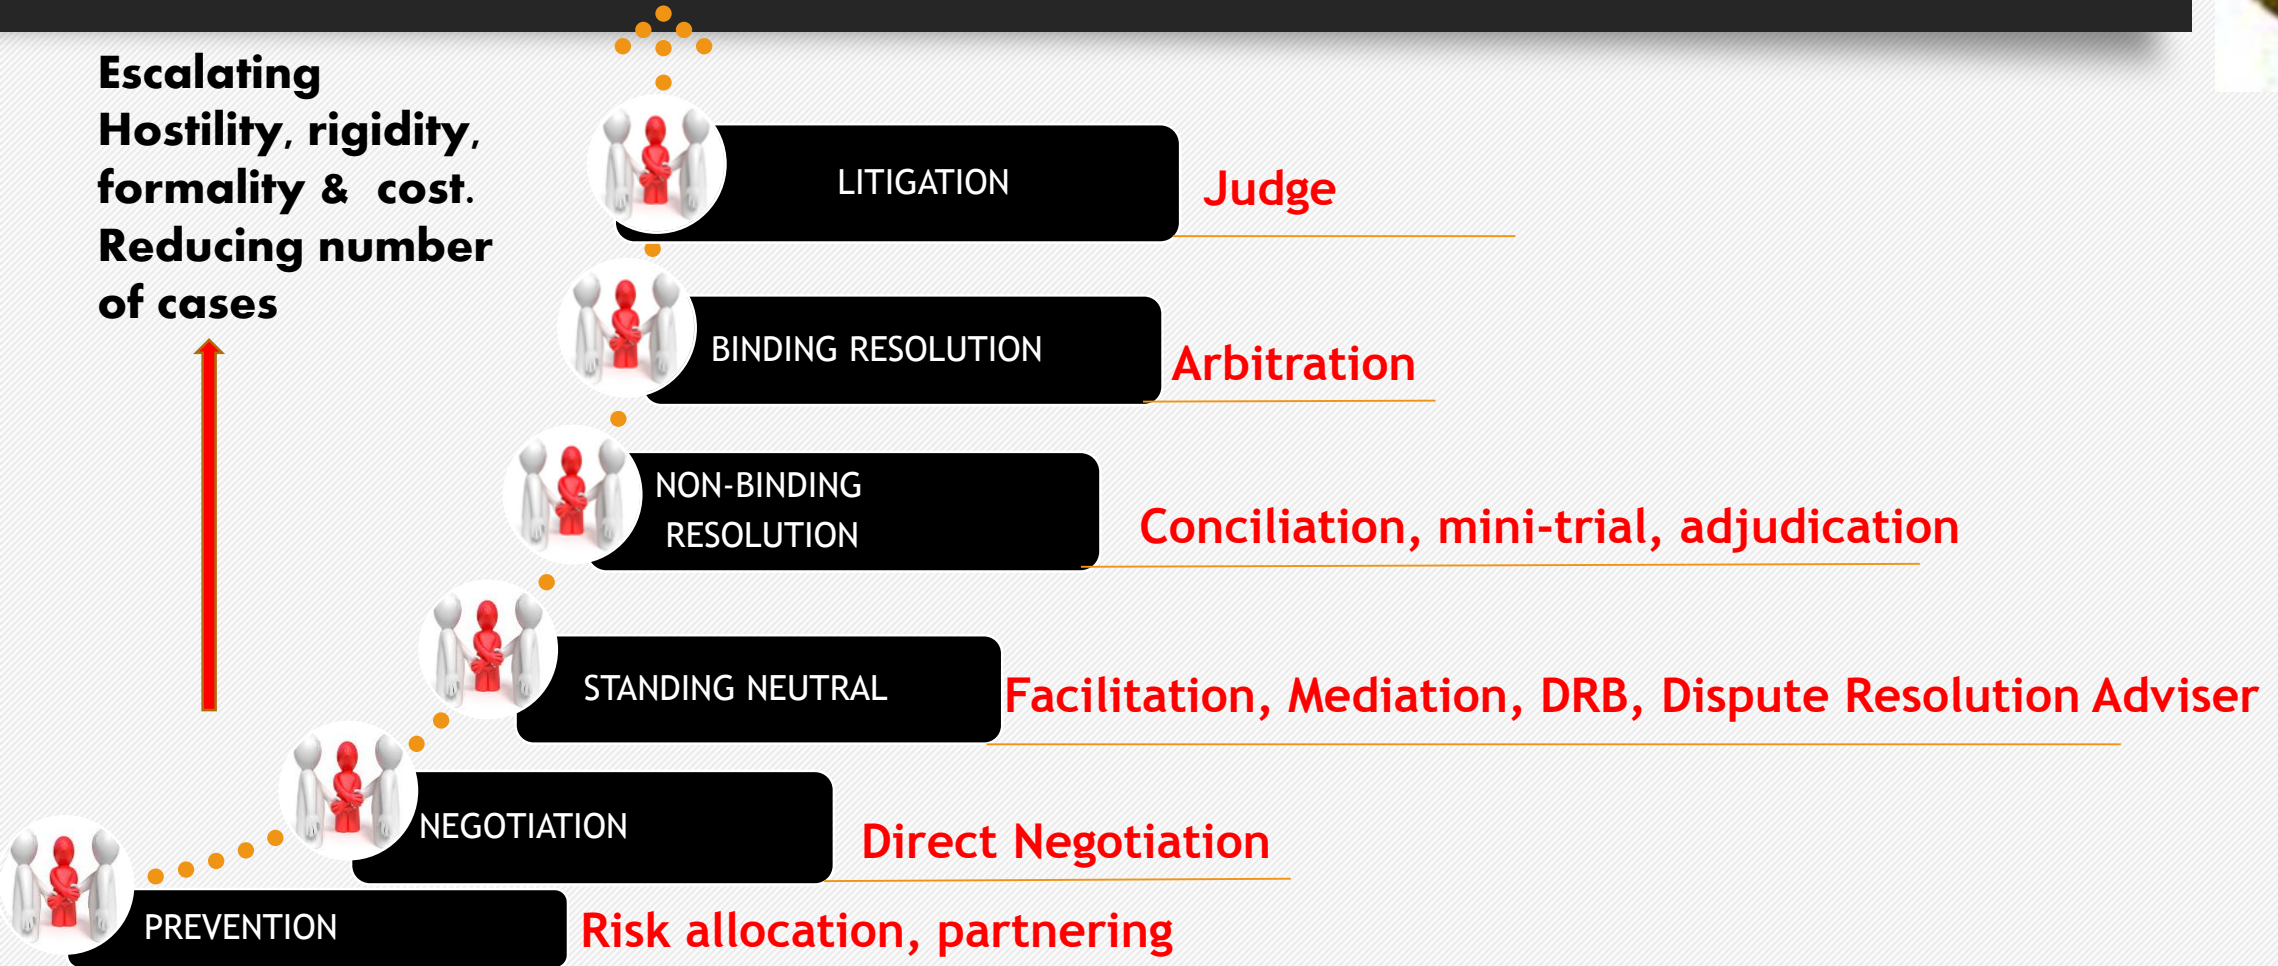 Escalating
Hostility, rigidity,
formality &  cost.
Reducing number
of cases
LITIGATION
Judge
BINDING RESOLUTION
Arbitration
NON-BINDING
RESOLUTION
Conciliation, mini-trial, adjudication
STANDING NEUTRAL
Facilitation, Mediation, DRB, Dispute Resolution Adviser
NEGOTIATION
Direct Negotiation
PREVENTION
Risk allocation, partnering